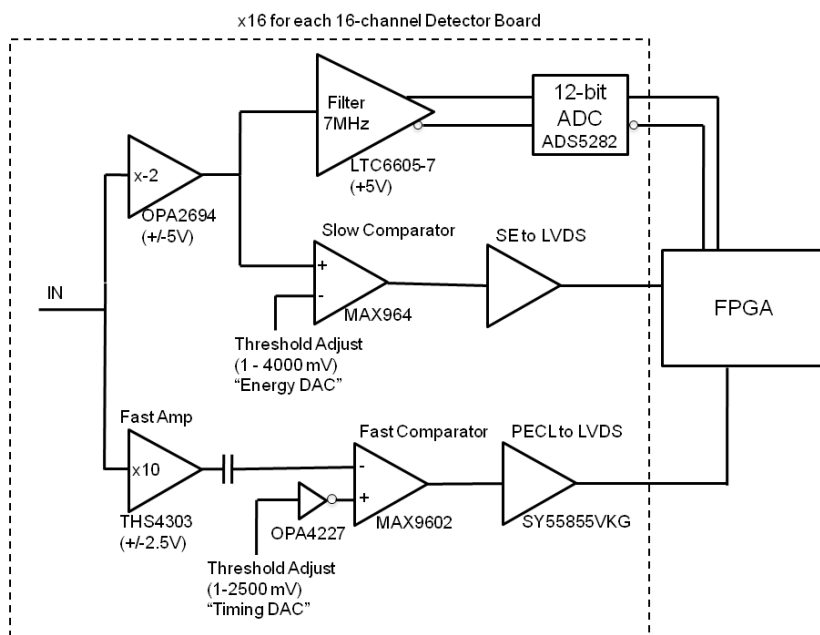 x16 for each 16-channel Detector Board
Filter
7MHz
LTC6605-7
(+5V)
12-bit
ADC
ADS5282
x-2
OPA2694
(+/-5V)
Slow Comparator
+
-
MAX964
SE to LVDS
IN
FPGA
Threshold Adjust
(1 - 4000 mV)
“Energy DAC”
Fast Amp
x10
THS4303
(+/-2.5V)
Fast Comparator
-
+
MAX9602
PECL to LVDS
SY55855VKG
OPA4227
Threshold Adjust
(1-2500 mV)
“Timing DAC”